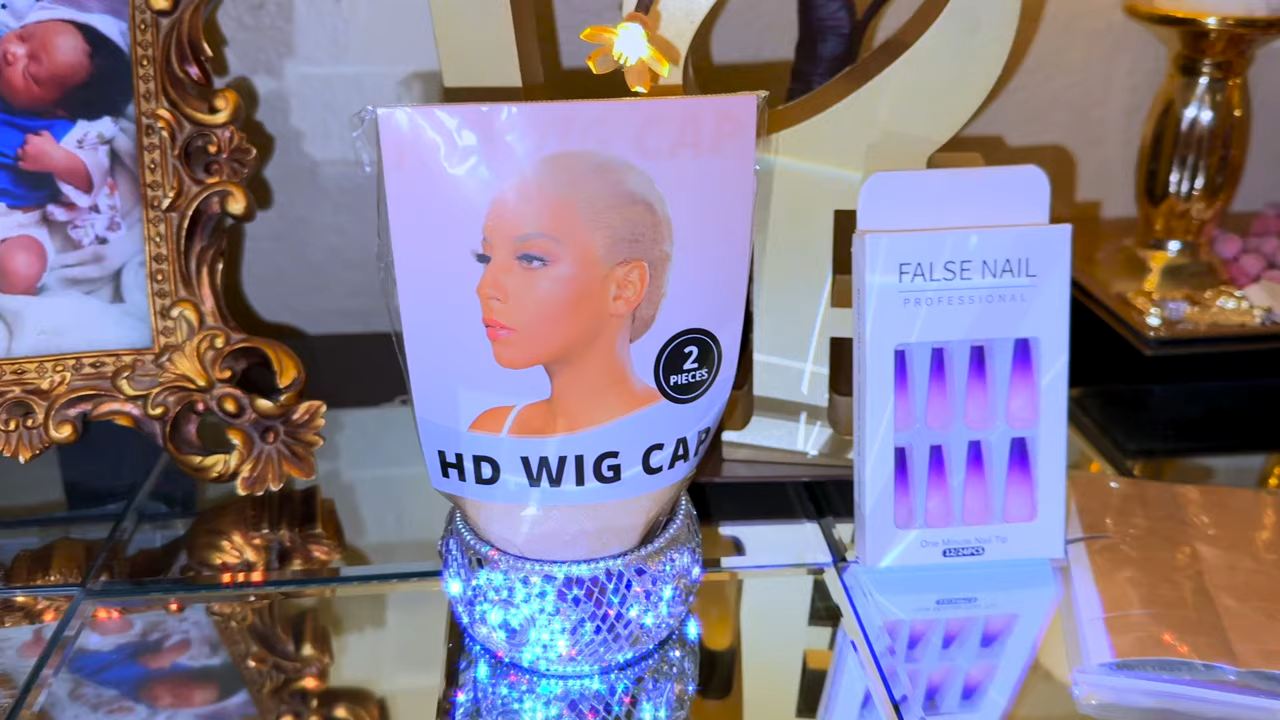 2
PIECES
HD WIG CAP
FALSE NAIL
PROFESSIONAL
One Minute Nail Tip
12/24PCS